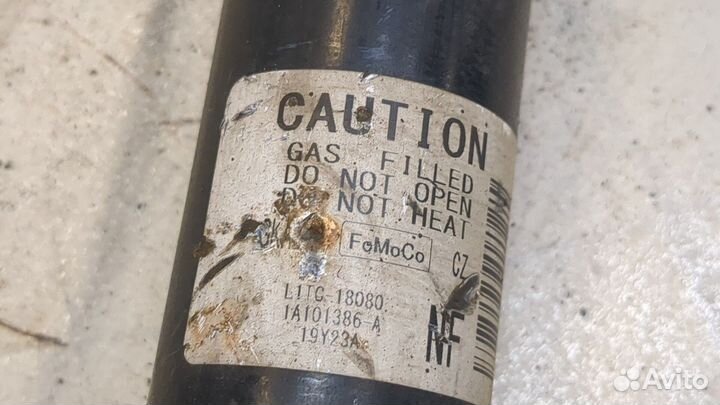 CAUTION
GAS FILLED
DO NOT OPEN
DO NOT HEAT
FoMoCo CZ
L1TC-18080
1A101386-A NF
19Y23A
Avito